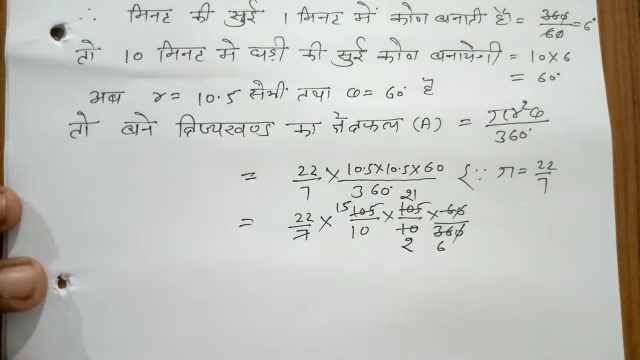 ∴ मिनट की सुई 1 मिनट में कोण बनाती है = 360/60 = 6°
तो 10 मिनट मे घड़ी की सुई कोण बनायेगी = 10×6
= 60°
अब r = 10.5 सेमी तथा θ = 60° है
तो बने त्रिज्यखण्ड का क्षेत्रफल (A) = πr²θ/360°
= 22/7 × 10.5×10.5×60/360° {∵ π = 22/7
= 22/7 × 15 105/10 × 21 105/10 2 × 60/360 6